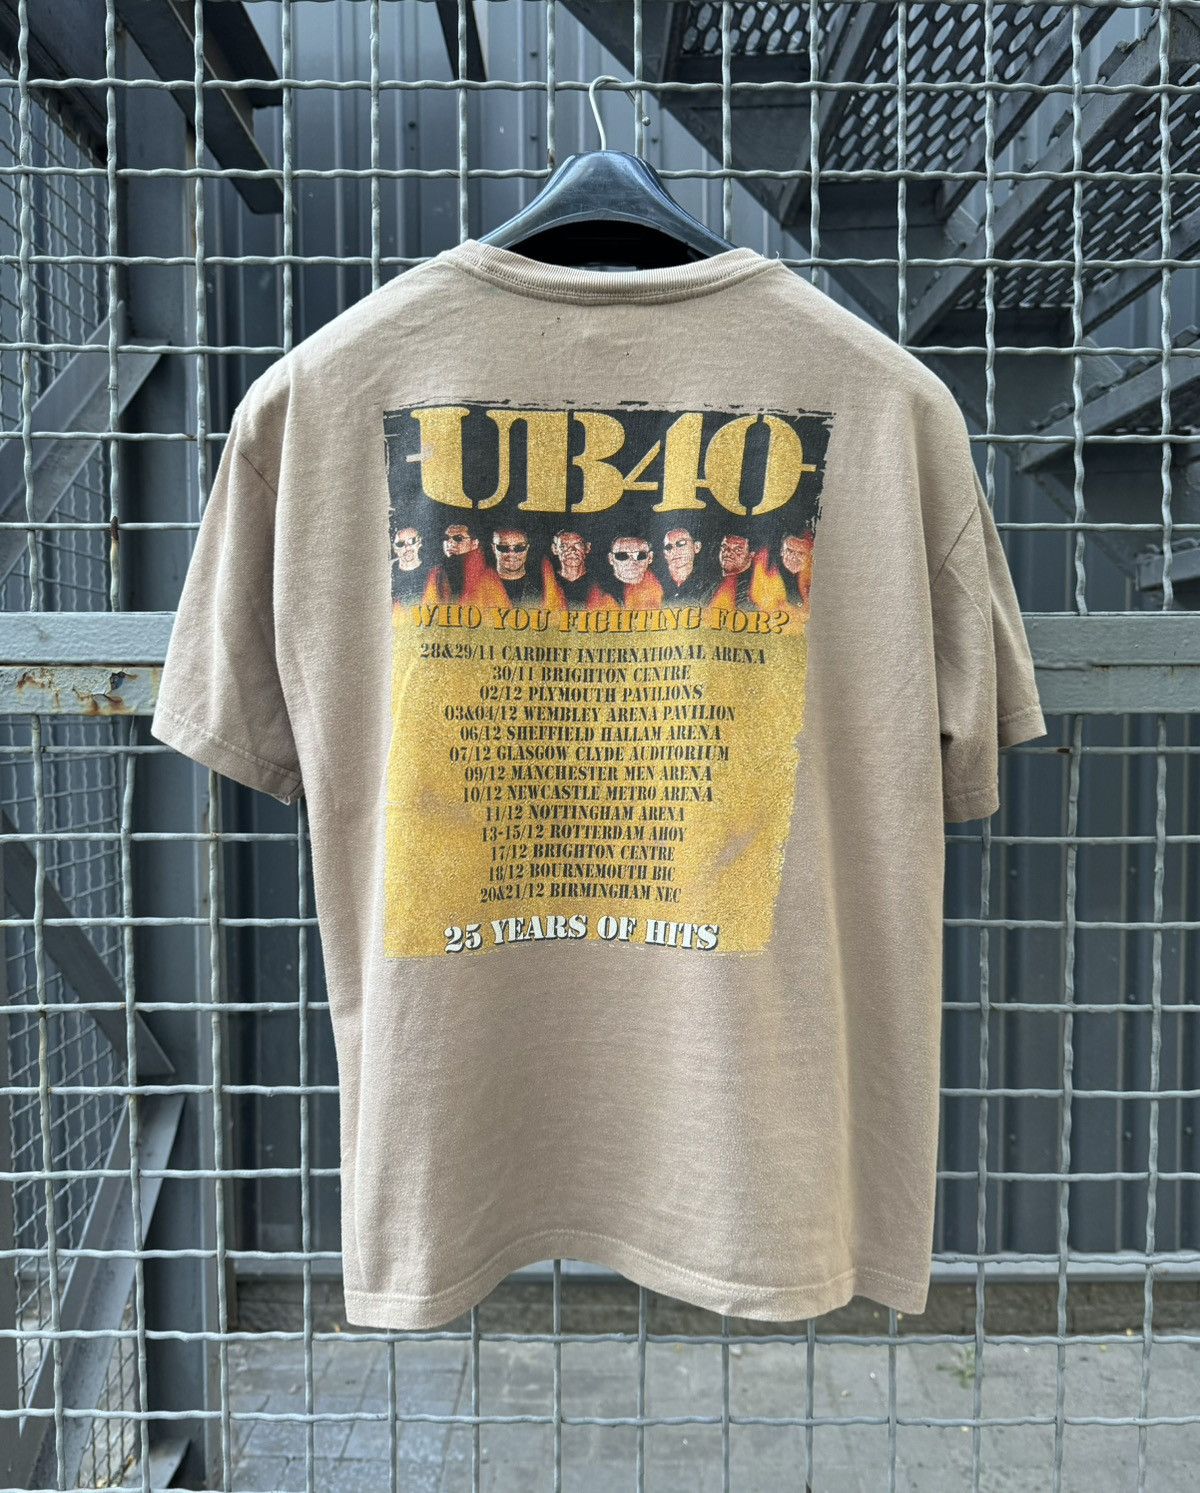 UB40
WHO YOU FIGHTING FOR?
28&29/11 CARDIFF INTERNATIONAL ARENA
30/11 BRIGHTON CENTRE
02/12 PLYMOUTH PAVILIONS
03&04/12 WEMBLEY ARENA PAVILION
06/12 SHEFFIELD HALLAM ARENA
07/12 GLASGOW CLYDE AUDITORIUM
09/12 MANCHESTER MEN ARENA
10/12 NEWCASTLE METRO ARENA
11/12 NOTTINGHAM ARENA
13-15/12 ROTTERDAM AHOY
17/12 BRIGHTON CENTRE
18/12 BOURNEMOUTH BIC
20&21/12 BIRMINGHAM NEC
25 YEARS OF HITS